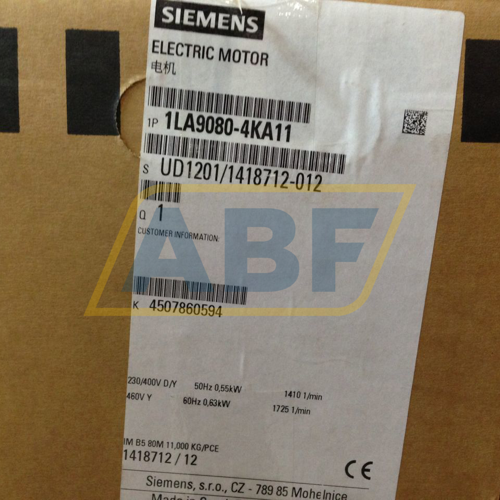 SIEMENS
ELECTRIC MOTOR
电机
1P 1LA9080-4KA11
S UD1201/1418712-012
Q 1
CUSTOMER INFORMATION:
ABF
K 4507860594
230/400V D/Y 50Hz 0,55kW 1410 1/min
460V Y 60Hz 0,63kW 1725 1/min
IM B5 80M 11,000 KG/PCE
1418712 / 12
CE
Siemens, s.r.o., CZ - 789 85 Mohelnice
Made in